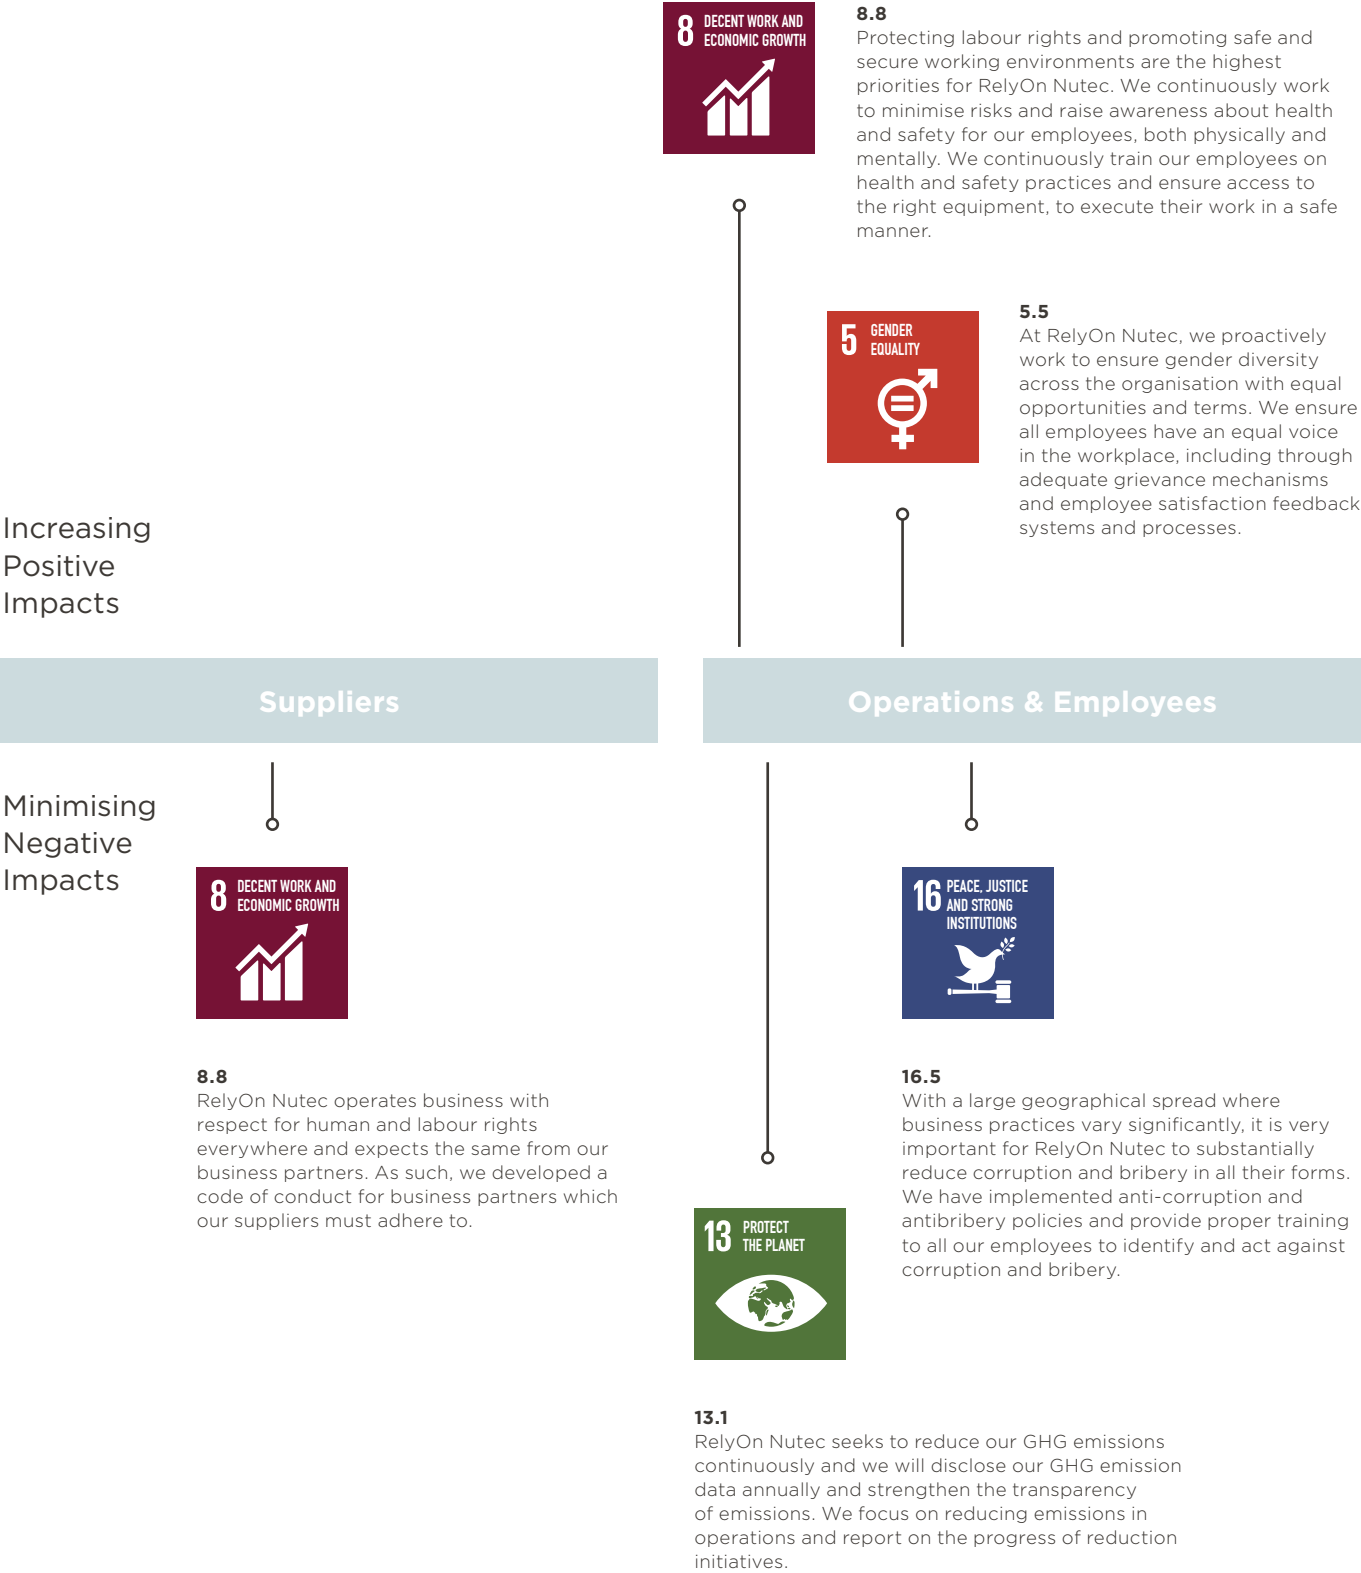 8 DECENT WORK AND
ECONOMIC GROWTH
8.8
Protecting labour rights and promoting safe and
secure working environments are the highest
priorities for RelyOn Nutec. We continuously work
to minimise risks and raise awareness about health
and safety for our employees, both physically and
mentally. We continuously train our employees on
health and safety practices and ensure access to
the right equipment, to execute their work in a safe
manner.
5 GENDER
EQUALITY
5.5
At RelyOn Nutec, we proactively
work to ensure gender diversity
across the organisation with equal
opportunities and terms. We ensure
all employees have an equal voice
in the workplace, including through
adequate grievance mechanisms
and employee satisfaction feedback
systems and processes.
Increasing
Positive
Impacts
Suppliers
Operations & Employees
Minimising
Negative
Impacts
8 DECENT WORK AND
ECONOMIC GROWTH
8.8
RelyOn Nutec operates business with
respect for human and labour rights
everywhere and expects the same from our
business partners. As such, we developed a
code of conduct for business partners which
our suppliers must adhere to.
16 PEACE, JUSTICE
AND STRONG
INSTITUTIONS
16.5
With a large geographical spread where
business practices vary significantly, it is very
important for RelyOn Nutec to substantially
reduce corruption and bribery in all their forms.
We have implemented anti-corruption and
antibribery policies and provide proper training
to all our employees to identify and act against
corruption and bribery.
13 PROTECT
THE PLANET
13.1
RelyOn Nutec seeks to reduce our GHG emissions
continuously and we will disclose our GHG emission
data annually and strengthen the transparency
of emissions. We focus on reducing emissions in
operations and report on the progress of reduction
initiatives.